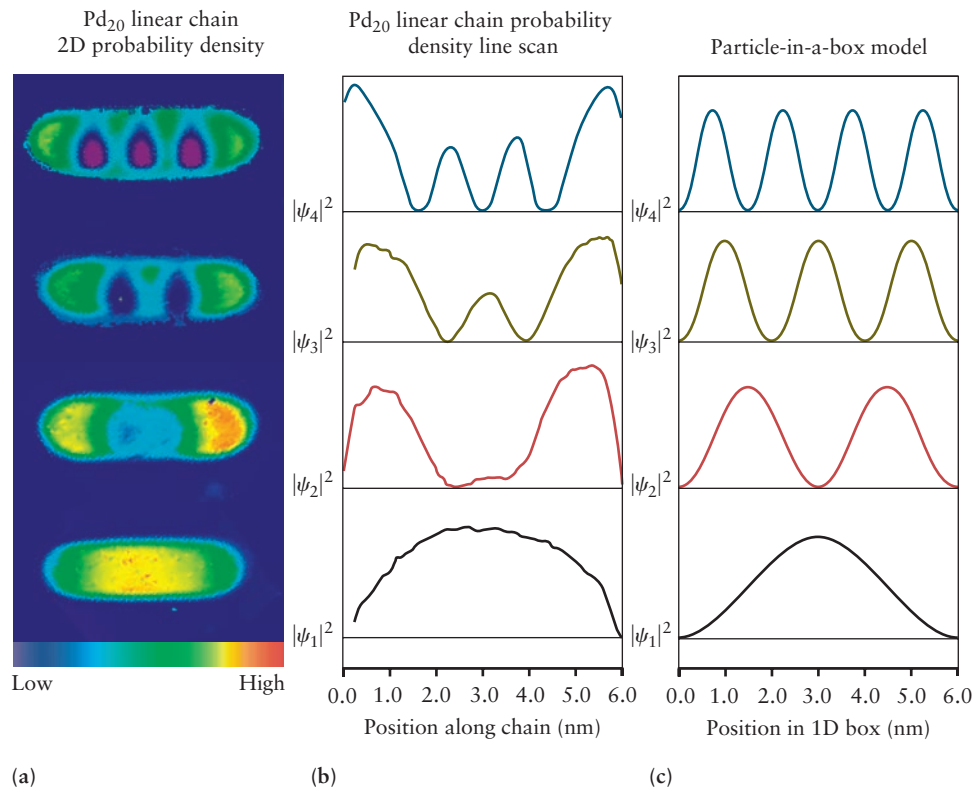 Pd20 linear chain
2D probability density
Pd20 linear chain probability
density line scan
Particle-in-a-box model
|ψ4|²
|ψ3|²
|ψ2|²
|ψ1|²
|ψ4|²
|ψ3|²
|ψ2|²
|ψ1|²
Low High
0.0 1.0 2.0 3.0 4.0 5.0 6.0
Position along chain (nm)
0.0 1.0 2.0 3.0 4.0 5.0 6.0
Position in 1D box (nm)
(a) (b) (c)